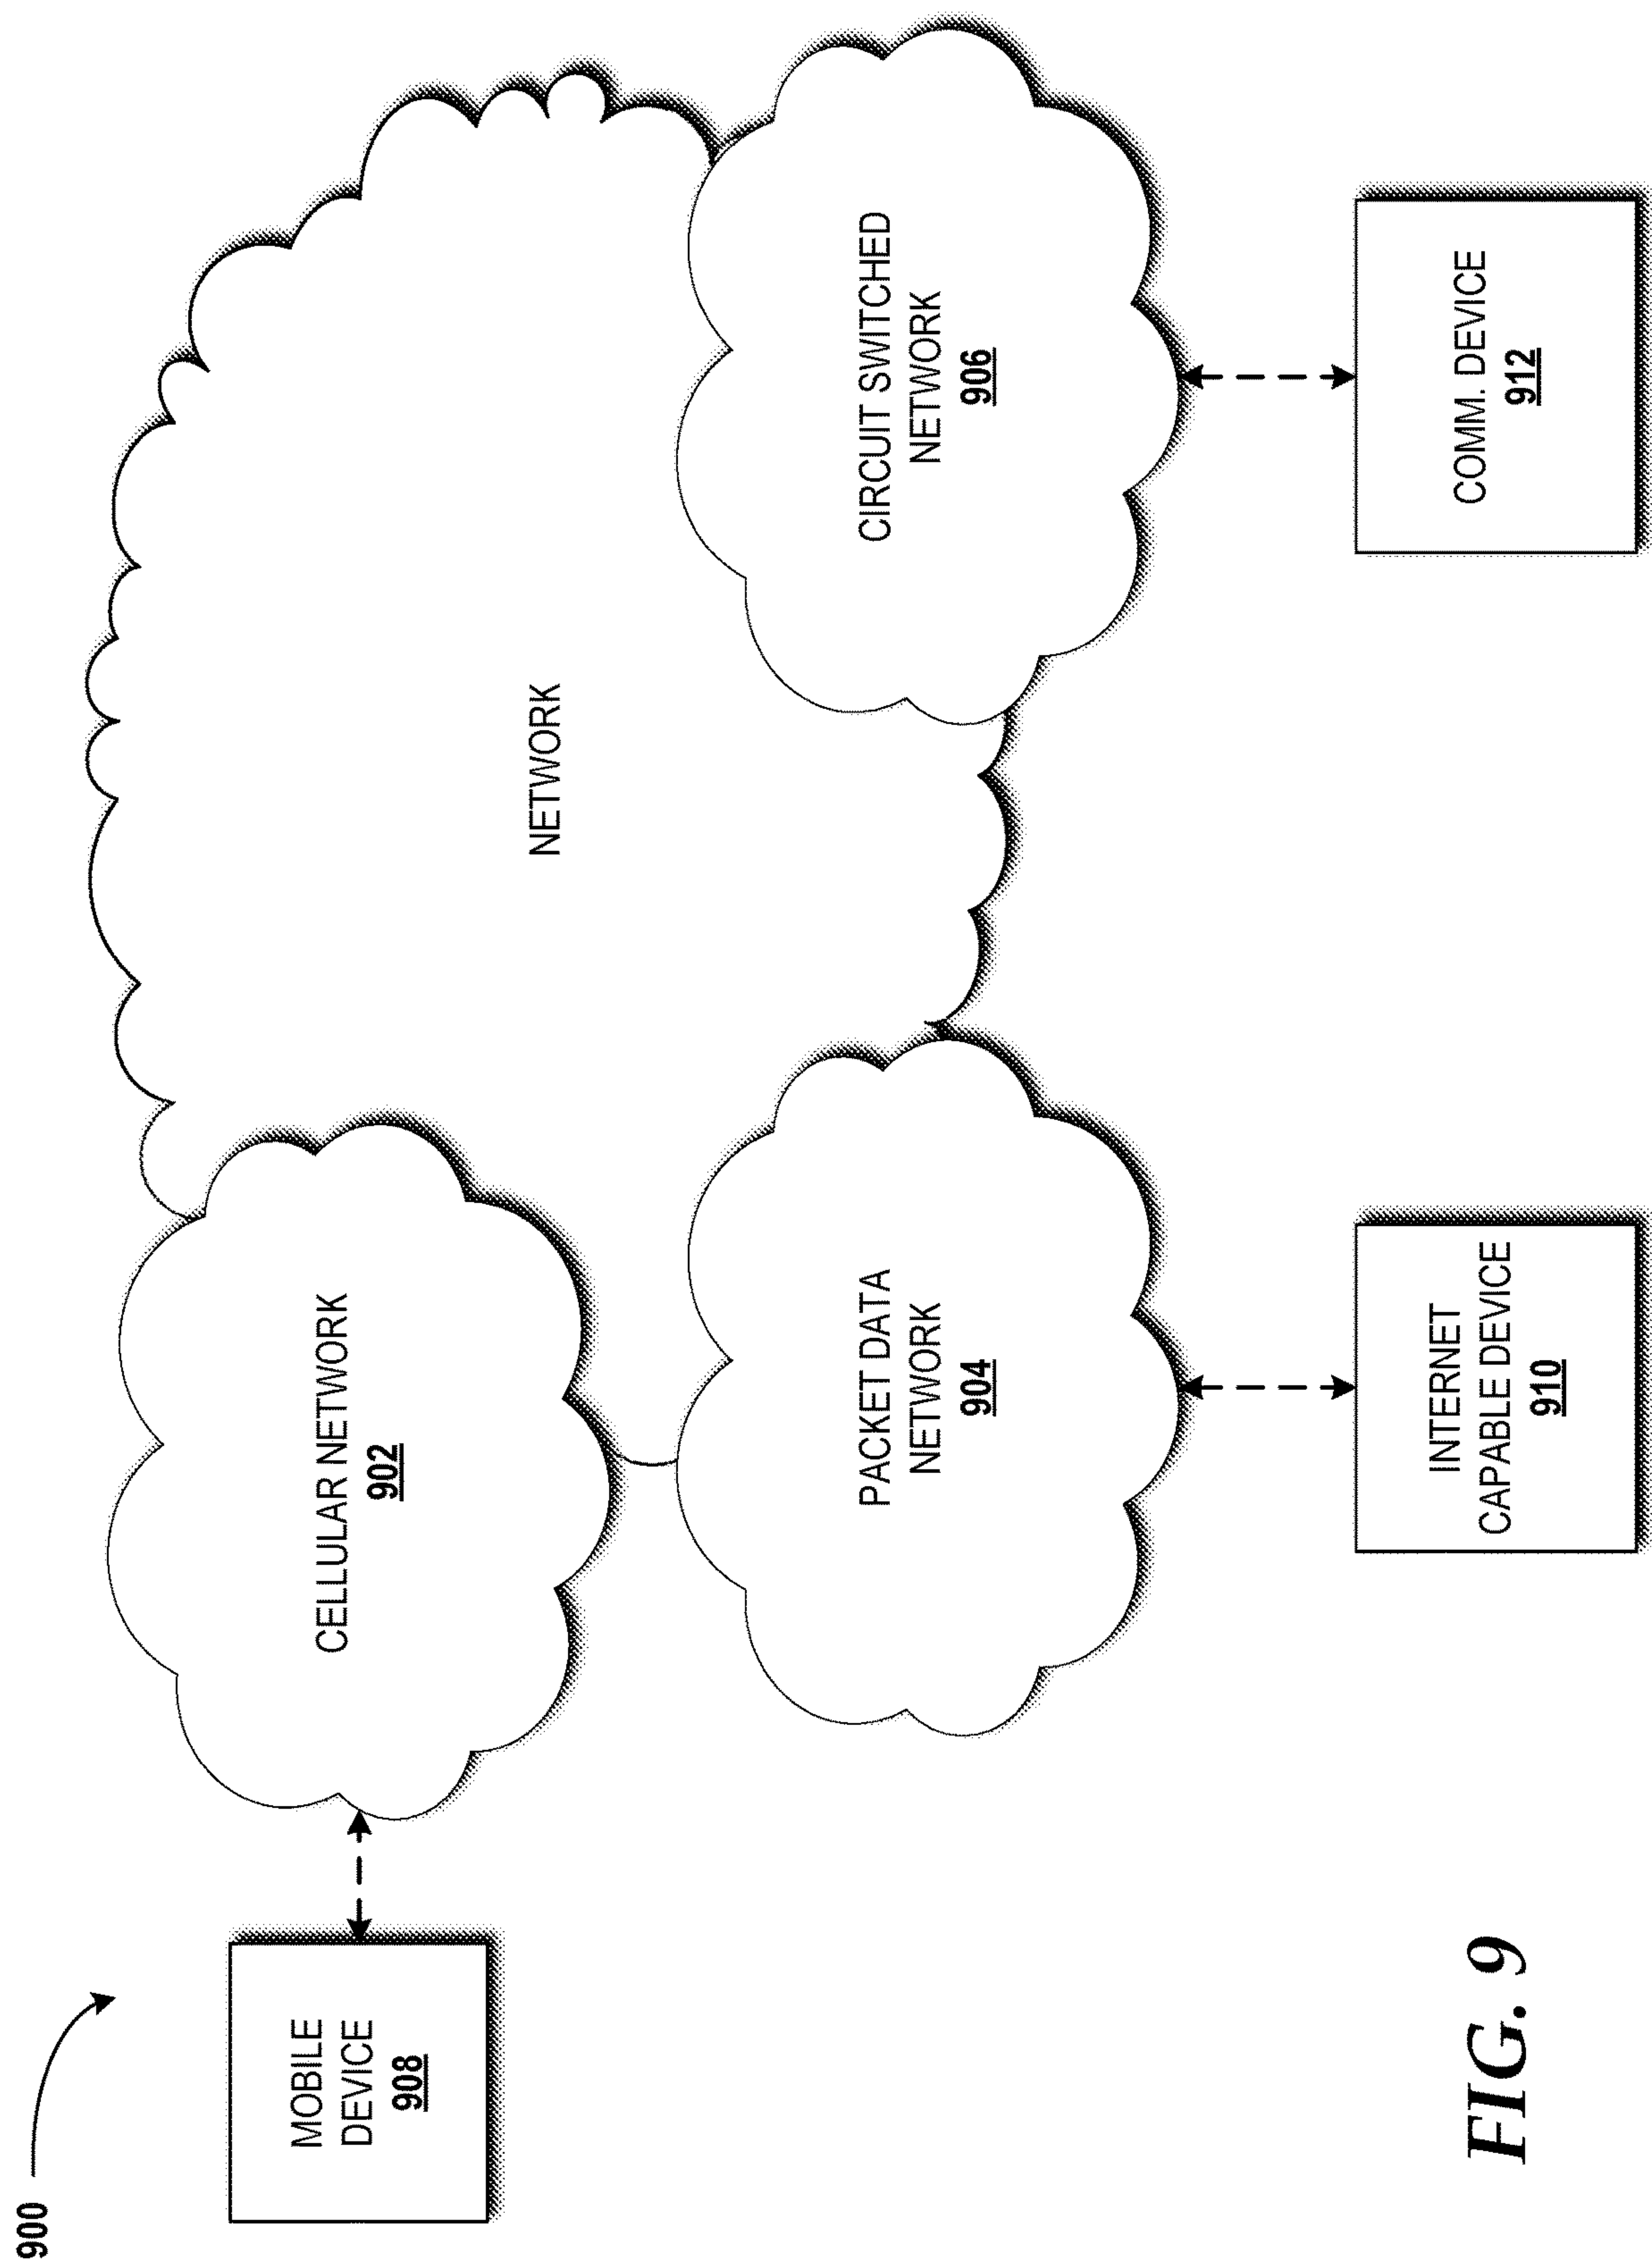 900
MOBILE
DEVICE
908
CELLULAR NETWORK
902
NETWORK
PACKET DATA
NETWORK
904
CIRCUIT SWITCHED
NETWORK
906
INTERNET
CAPABLE DEVICE
910
COMM. DEVICE
912
FIG. 9